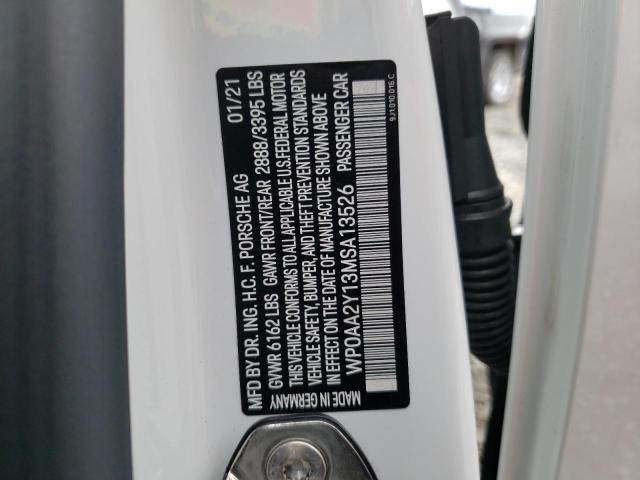 MFD BY DR. ING. H.C. F. PORSCHE AG 01/21
GVWR 6162 LBS GAWR FRONT/REAR 2888/3395 LBS
THIS VEHICLE CONFORMS TO ALL APPLICABLE U.S.FEDERAL MOTOR
VEHICLE SAFETY, BUMPER, AND THEFT PREVENTION STANDARDS
IN EFFECT ON THE DATE OF MANUFACTURE SHOWN ABOVE
WP0AA2Y13MSA13526 PASSENGER CAR
MADE IN GERMANY
9J1010016C